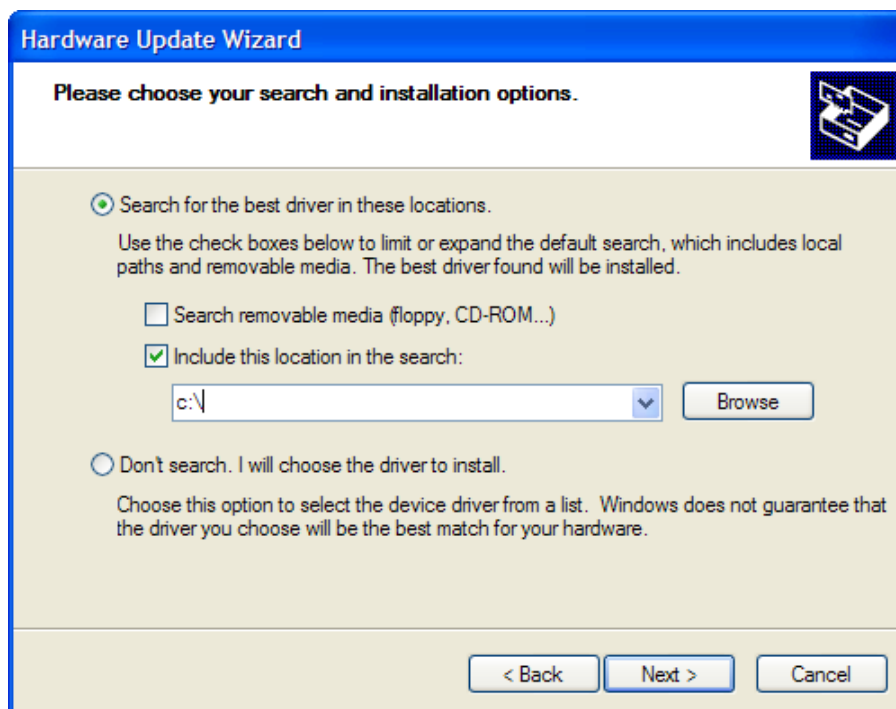 Hardware Update Wizard
Please choose your search and installation options.
Search for the best driver in these locations.
Use the check boxes below to limit or expand the default search, which includes local
paths and removable media. The best driver found will be installed.
Search removable media (floppy, CD-ROM...)
Include this location in the search:
c:\
Browse
Don't search. I will choose the driver to install.
Choose this option to select the device driver from a list.  Windows does not guarantee that
the driver you choose will be the best match for your hardware.
< Back
Next >
Cancel